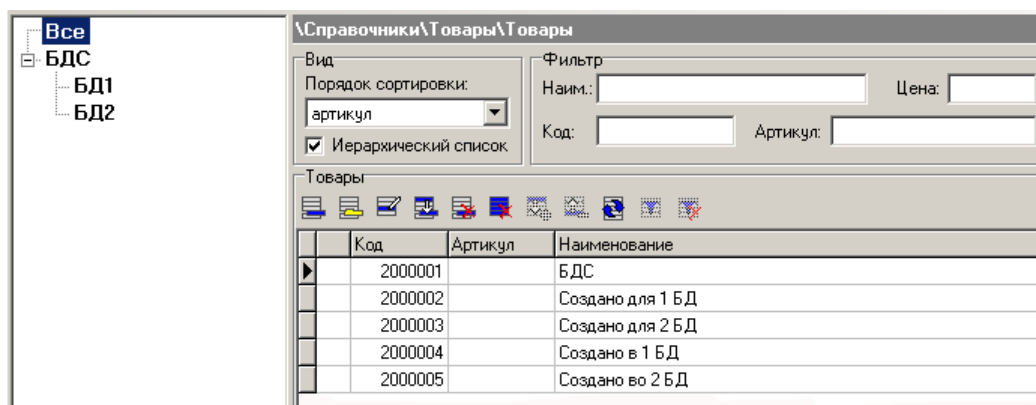 Все
БДС
БД1
БД2
\Справочники\Товары\Товары
Вид
Порядок сортировки:
артикул
Иерархический список
Фильтр
Наим.:
Цена:
Код:
Артикул:
Товары
Код Артикул Наименование
2000001 БДС
2000002 Создано для 1 БД
2000003 Создано для 2 БД
2000004 Создано в 1 БД
2000005 Создано во 2 БД